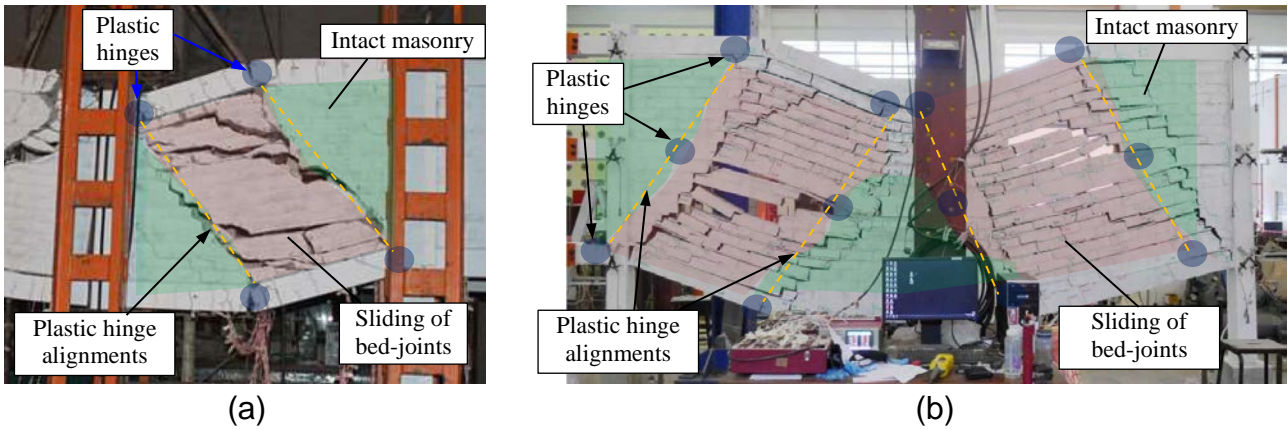 Plastic
hinges
Intact masonry
Plastic hinge
alignments
Sliding of
bed-joints
(a)
Plastic
hinges
Intact masonry
Plastic hinge
alignments
Sliding of
bed-joints
(b)